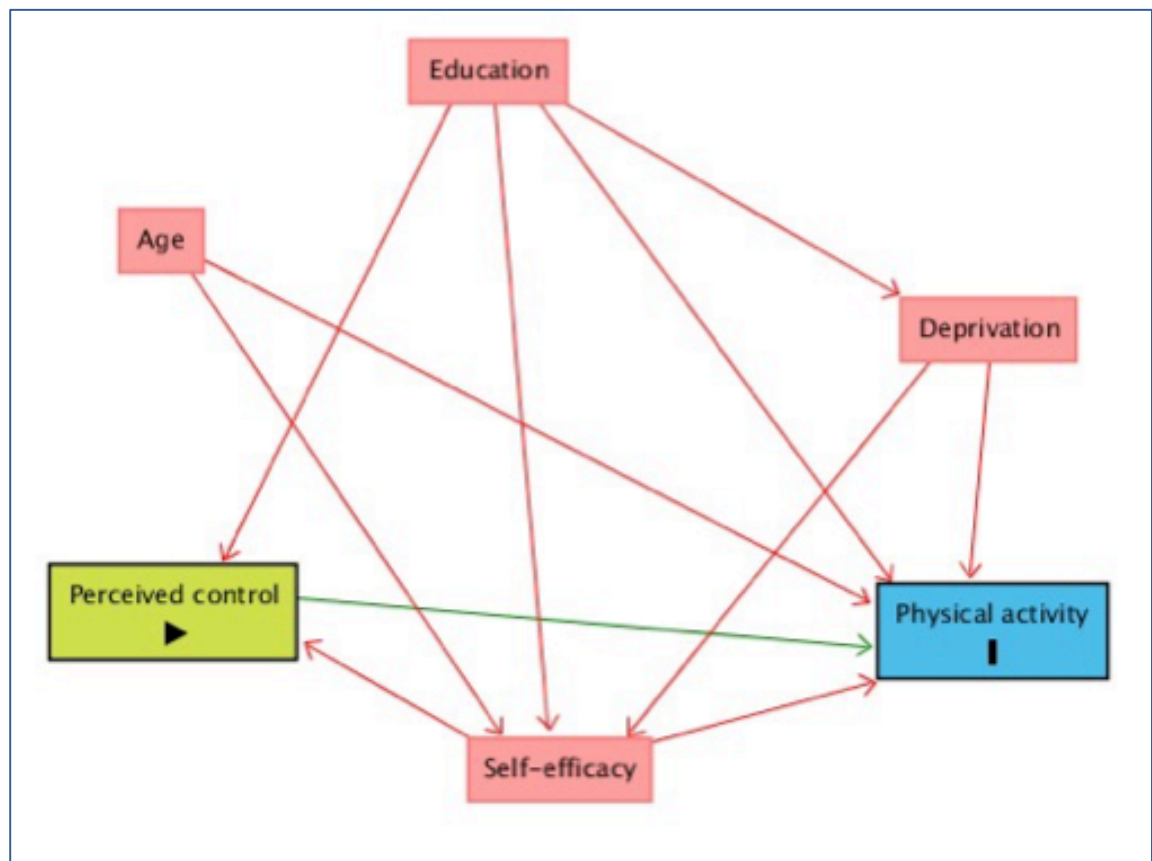 Education
Age
Deprivation
Perceived control
Physical activity
Self-efficacy